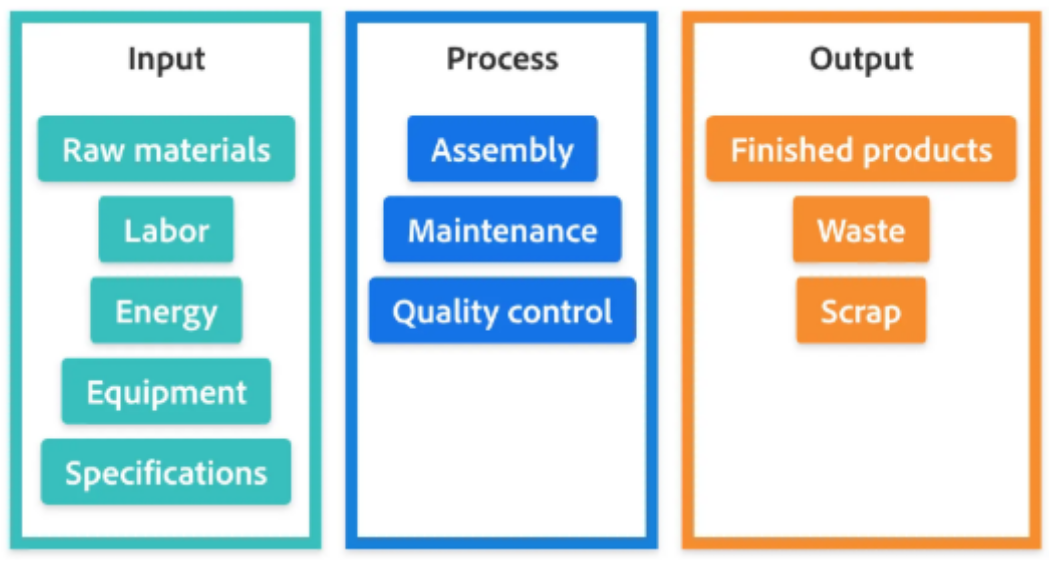 Input
Raw materials
Labor
Energy
Equipment
Specifications
Process
Assembly
Maintenance
Quality control
Output
Finished products
Waste
Scrap